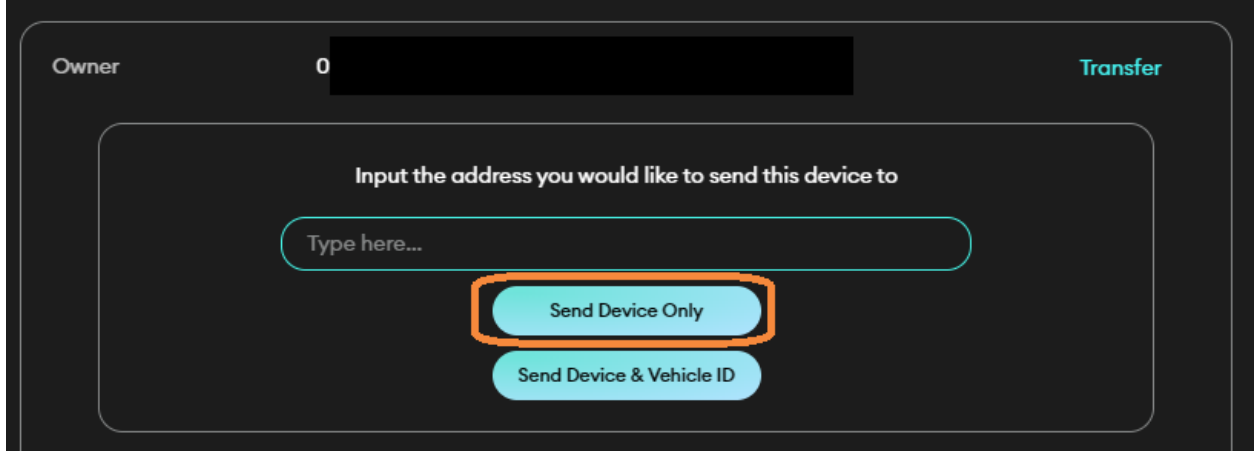 Owner 0 Transfer
Input the address you would like to send this device to
Type here...
Send Device Only
Send Device & Vehicle ID